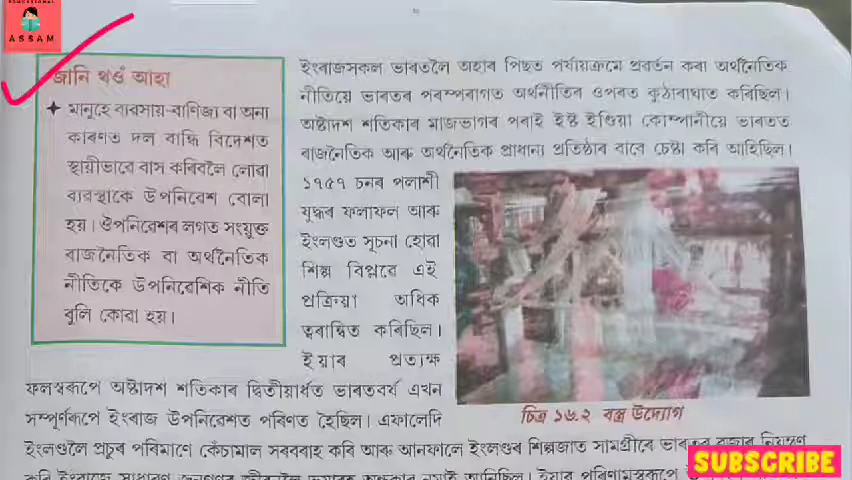 ASSAM
জানি থওঁ আহা
মানুহে ব্যবসায়-বাণিজ্য বা অন্য
কাৰণত দল বান্ধি বিদেশত
স্থায়ীভাবে বাস কৰিবলৈ লোৱা
ব্যৱস্থাকে উপনিৱেশ বোলা
হয়। ঔপনিৱেশৰ লগত সংযুক্ত
ৰাজনৈতিক বা অৰ্থনৈতিক
নীতিকে উপনিৱেশিক নীতি
বুলি কোৱা হয়।
ইংৰাজসকল ভাৰতলৈ অহাৰ পিছত পৰ্যায়ক্ৰমে প্ৰবৰ্তন কৰা অৰ্থনৈতিক
নীতিয়ে ভাৰতৰ পৰম্পৰাগত অৰ্থনীতিৰ ওপৰত কুঠাৰাঘাত কৰিছিল।
অষ্টাদশ শতিকাৰ মাজভাগৰ পৰাই ইষ্ট ইণ্ডিয়া কোম্পানীয়ে ভাৰতত
ৰাজনৈতিক আৰু অৰ্থনৈতিক প্ৰাধান্য প্ৰতিষ্ঠাৰ বাবে চেষ্টা কৰি আহিছিল।
১৭৫৭ চনৰ পলাশী
যুদ্ধৰ ফলাফল আৰু
ইংলণ্ডত সূচনা হোৱা
শিল্প বিপ্লৱে এই
প্ৰক্ৰিয়া অধিক
ত্বৰান্বিত কৰিছিল।
ইয়াৰ প্ৰত্যক্ষ
ফলস্বৰূপে অষ্টাদশ শতিকাৰ দ্বিতীয়াৰ্ধত ভাৰতবৰ্ষ এখন
সম্পূৰ্ণৰূপে ইংৰাজ উপনিৱেশত পৰিণত হৈছিল। এফালেদি
চিত্ৰ ১৬.২ বস্ত্ৰ উদ্যোগ
ইংলণ্ডলৈ প্ৰচুৰ পৰিমাণে কেঁচামাল সৰবৰাহ কৰি আৰু আনফালে ইংলণ্ডৰ শিল্পজাত সামগ্ৰীৰে ভাৰতৰ বজাৰ নিয়ন্ত্ৰণ
SUBSCRIBE